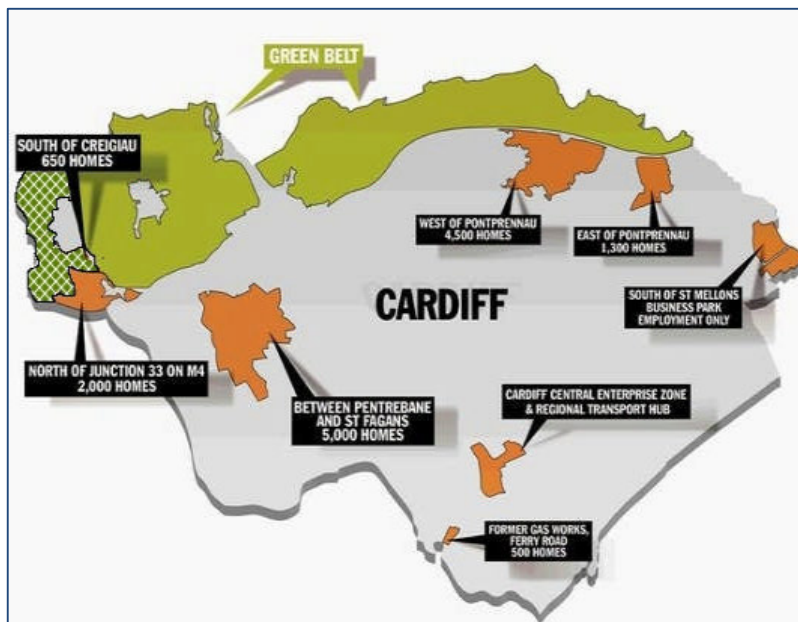 GREEN BELT
SOUTH OF CREIGIAU
650 HOMES
WEST OF PONTPRENNAU
4,500 HOMES
EAST OF PONTPRENNAU
1,300 HOMES
SOUTH OF ST MELLONS
BUSINESS PARK
EMPLOYMENT ONLY
CARDIFF
NORTH OF JUNCTION 33 ON M4
2,000 HOMES
BETWEEN PENTREBANE
AND ST FAGANS
5,000 HOMES
CARDIFF CENTRAL ENTERPRISE ZONE
& REGIONAL TRANSPORT HUB
FORMER GAS WORKS,
FERRY ROAD
500 HOMES